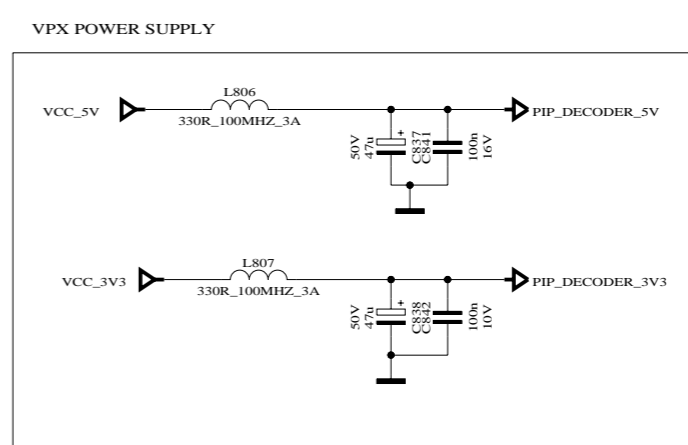 VPX POWER SUPPLY
L806
VCC_5V
PIP_DECODER_5V
330R_100MHZ_3A
50V
47u
C837
C841
100n
16V
L807
VCC_3V3
PIP_DECODER_3V3
330R_100MHZ_3A
50V
47u
C838
C842
100n
10V